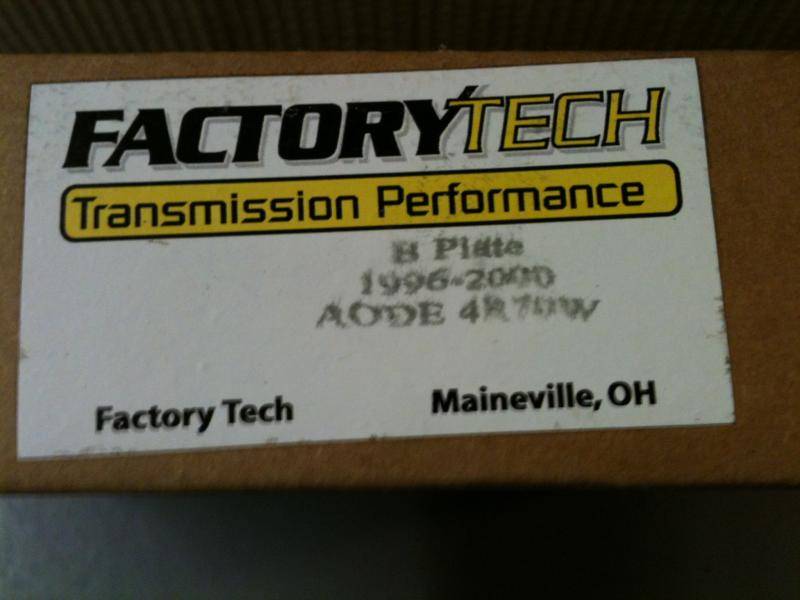 FACTORYTECH
Transmission Performance
B Plate
1996-2000
AODE 4R70W
Factory Tech
Maineville, OH